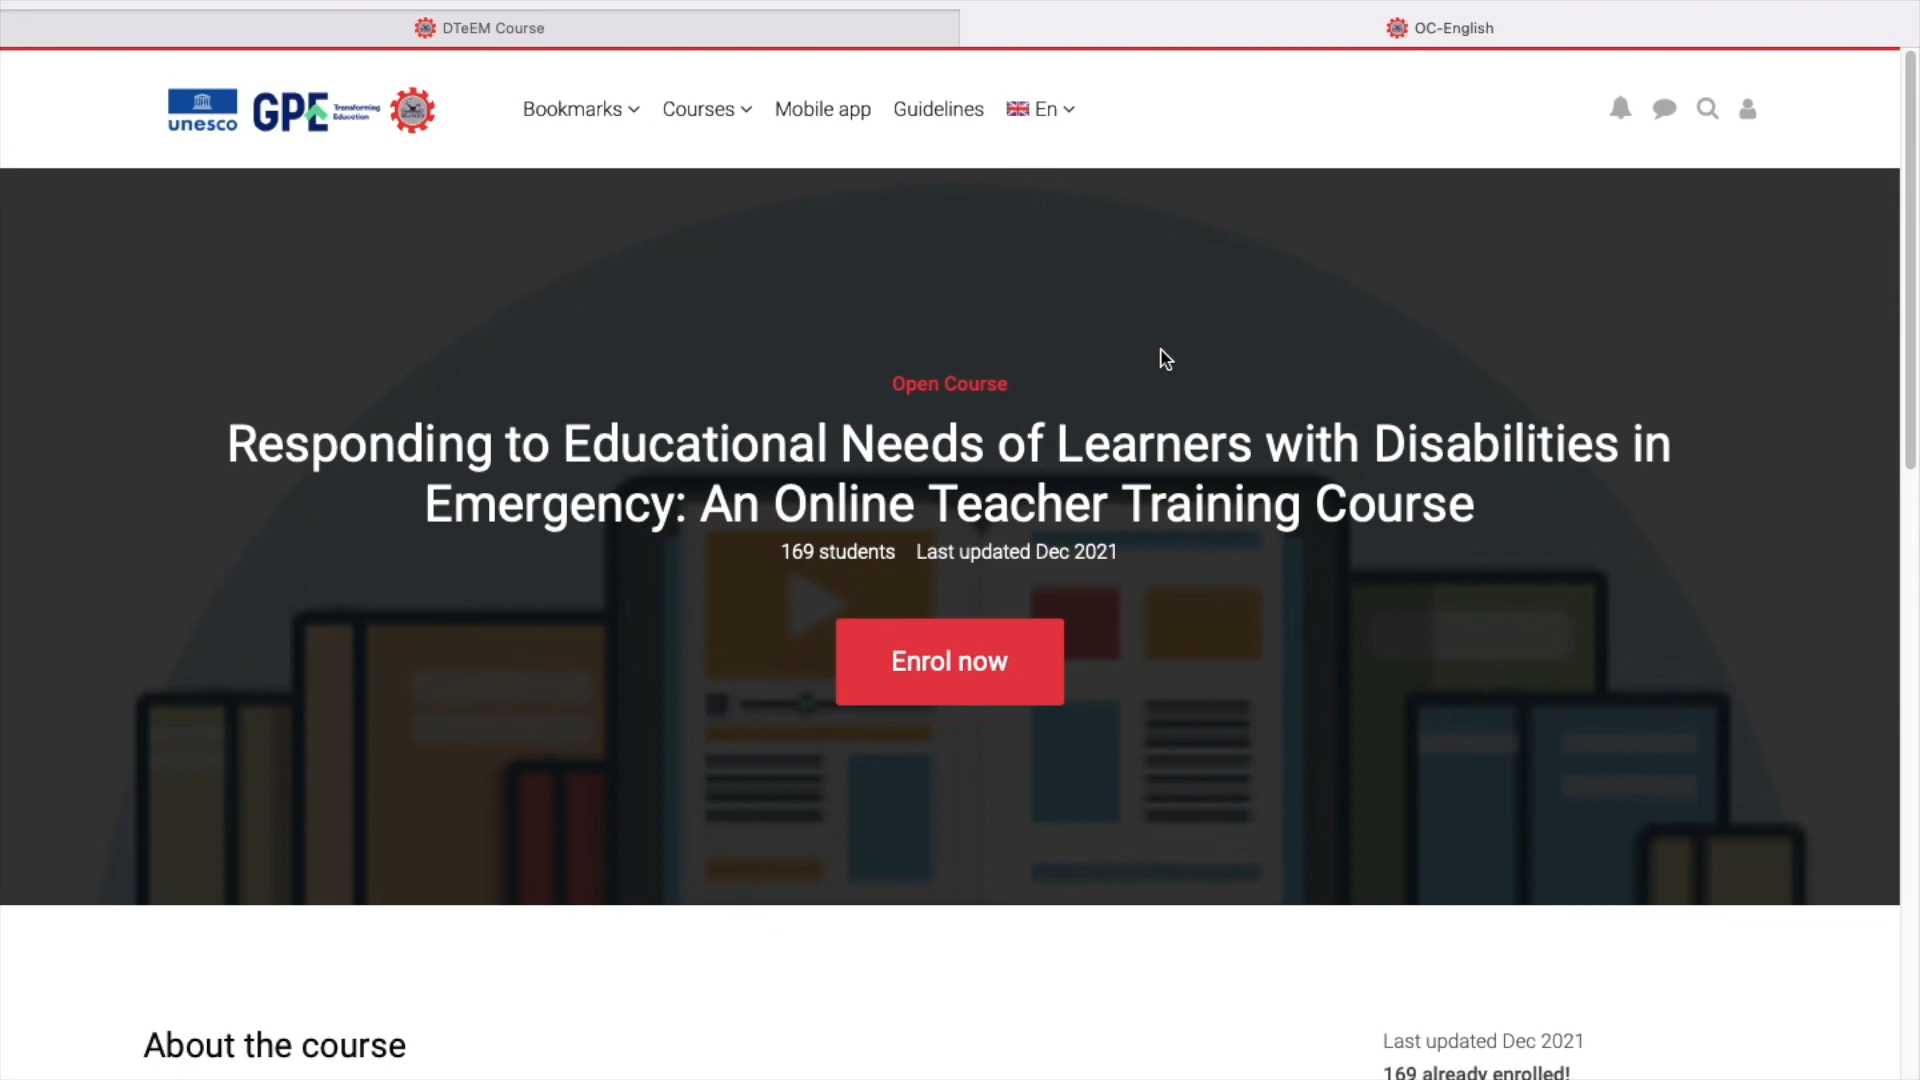 DTeEM Course
OC-English
unesco
GPE
Transforming
Education
Bookmarks
Courses
Mobile app
Guidelines
En
Open Course
Responding to Educational Needs of Learners with Disabilities in
Emergency: An Online Teacher Training Course
169 students Last updated Dec 2021
Enrol now
About the course
Last updated Dec 2021
169 already enrolled!